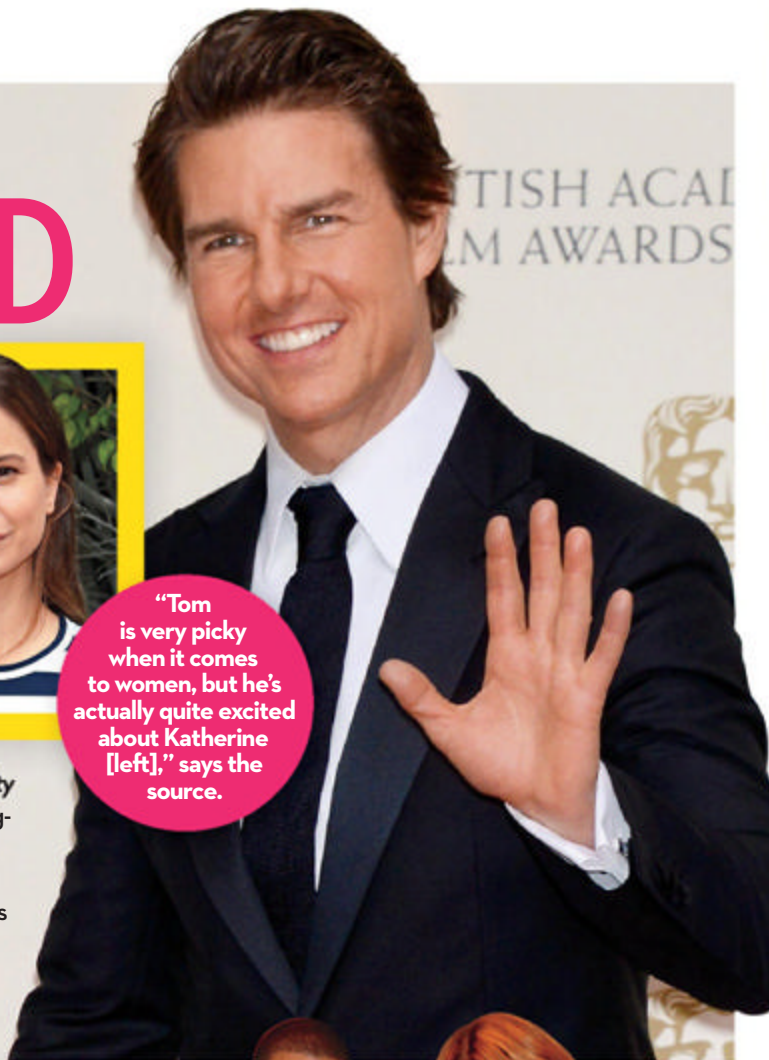 TISH ACAD
LM AWARDS
D
“Tom
is very picky
when it comes
to women, but he’s
actually quite excited
about Katherine
[left],” says the
source.
ty
g-
s